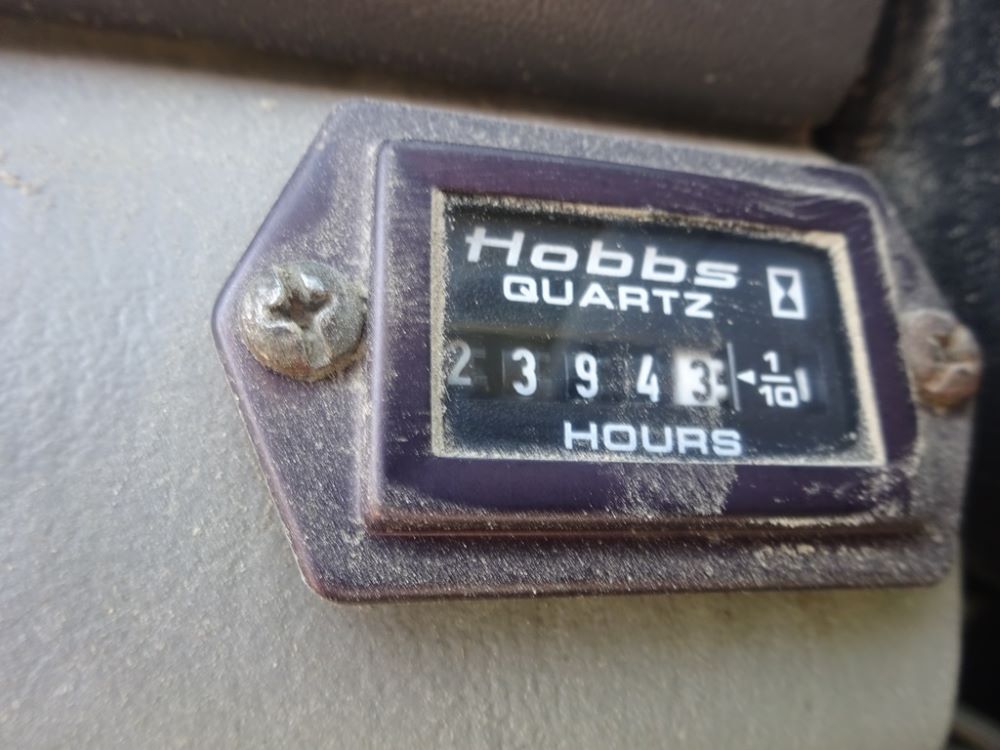 Hobbs
QUARTZ
2 3 9 4 3 ◄ 1/10
HOURS